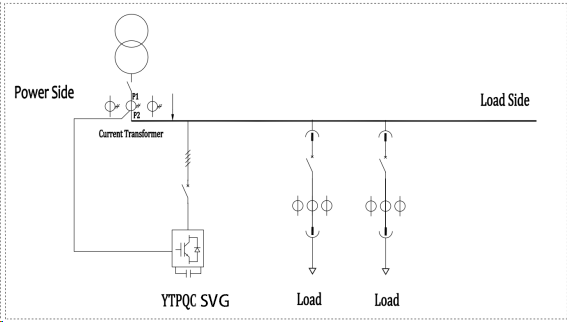 P1
Power Side
Load Side
P2
Current Transformer
YTPQC SVG
Load
Load